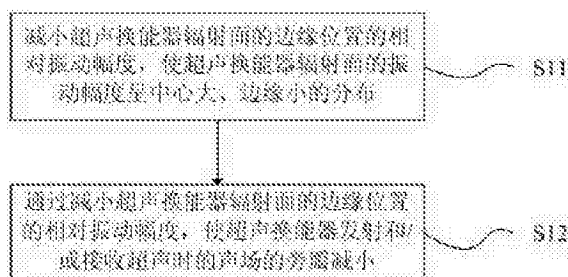 减小超声换能器辐射面的边缘位置的相
对振动幅度，使超声换能器辐射面的振
动幅度呈中心大、边缘小的分布
S11
通过减小超声换能器辐射面的边缘位置
的相对振动幅度，使超声换能器发射和/
或接收超声时的声场的旁瓣减小
S12